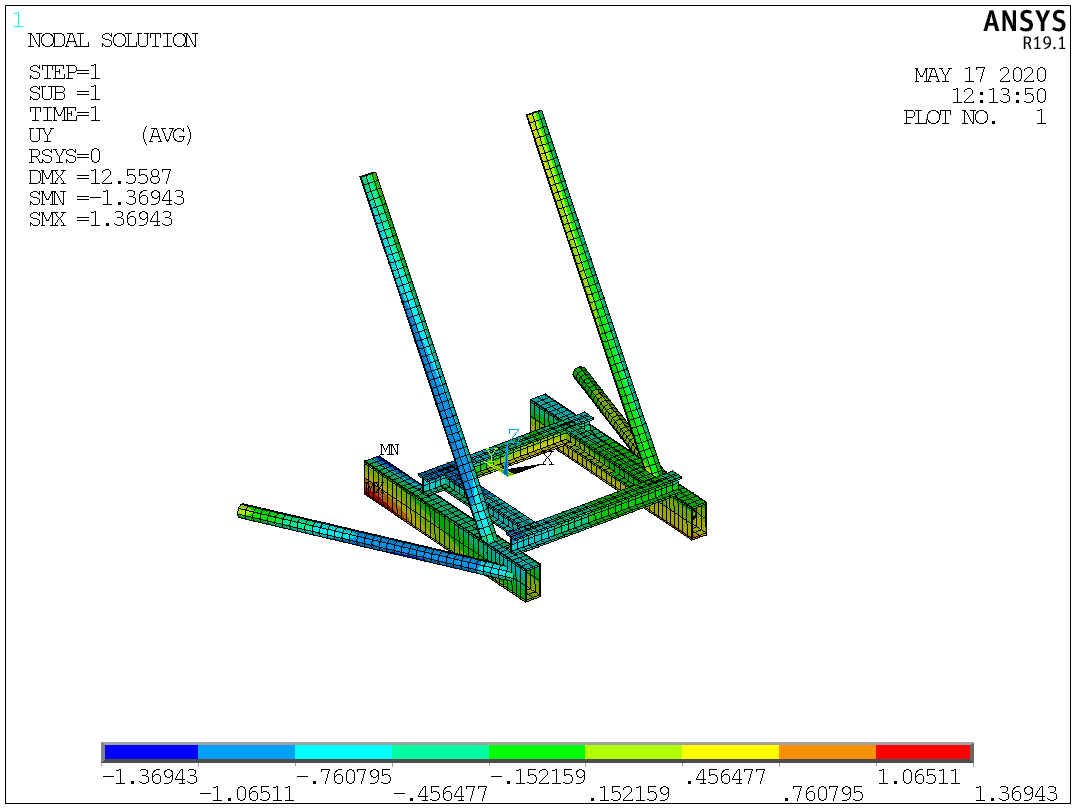 1
NODAL SOLUTION
STEP=1
SUB =1
TIME=1
UY (AVG)
RSYS=0
DMX =12.5587
SMN =-1.36943
SMX =1.36943
ANSYS
R19.1
MAY 17 2020
12:13:50
PLOT NO. 1
MN
Z
Y
X
-1.36943 -.760795 -.152159 .456477 1.06511
-1.06511 -.456477 .152159 .760795 1.36943